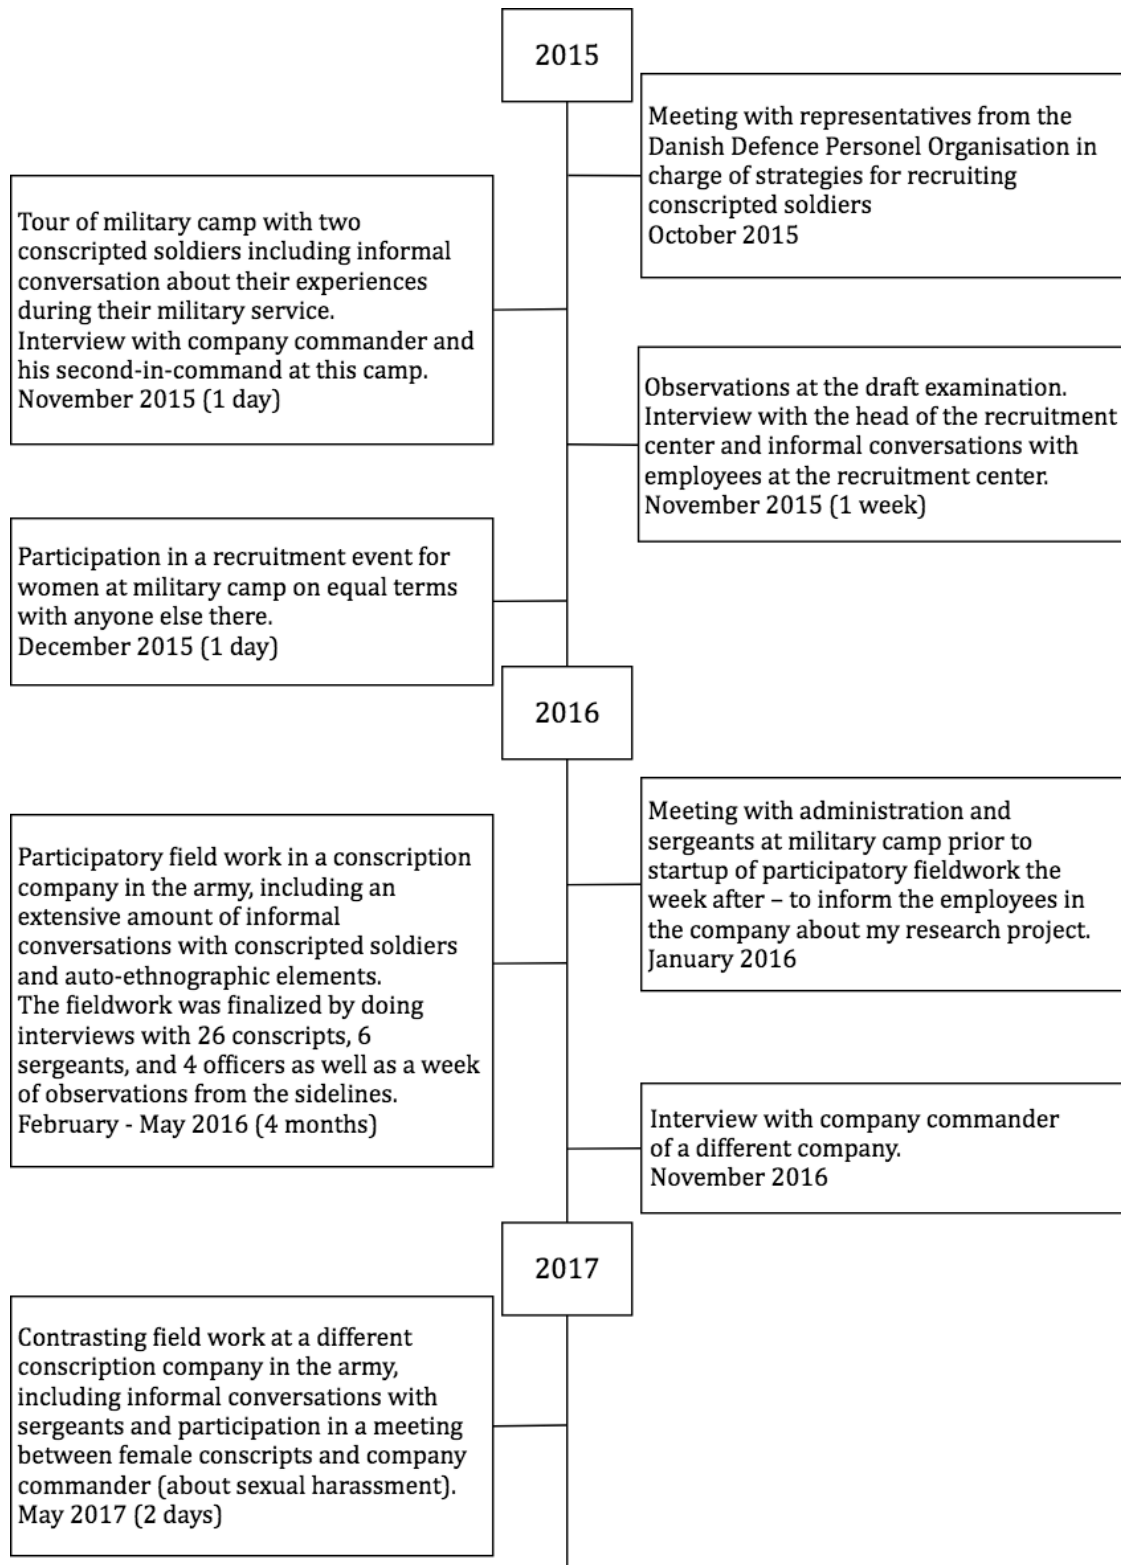 2015
Meeting with representatives from the
Danish Defence Personel Organisation in
charge of strategies for recruiting
conscripted soldiers
October 2015
Tour of military camp with two
conscripted soldiers including informal
conversation about their experiences
during their military service.
Interview with company commander and
his second-in-command at this camp.
November 2015 (1 day)
Observations at the draft examination.
Interview with the head of the recruitment
center and informal conversations with
employees at the recruitment center.
November 2015 (1 week)
Participation in a recruitment event for
women at military camp on equal terms
with anyone else there.
December 2015 (1 day)
2016
Meeting with administration and
sergeants at military camp prior to
startup of participatory fieldwork the
week after – to inform the employees in
the company about my research project.
January 2016
Participatory field work in a conscription
company in the army, including an
extensive amount of informal
conversations with conscripted soldiers
and auto-ethnographic elements.
The fieldwork was finalized by doing
interviews with 26 conscripts, 6
sergeants, and 4 officers as well as a week
of observations from the sidelines.
February - May 2016 (4 months)
Interview with company commander
of a different company.
November 2016
2017
Contrasting field work at a different
conscription company in the army,
including informal conversations with
sergeants and participation in a meeting
between female conscripts and company
commander (about sexual harassment).
May 2017 (2 days)